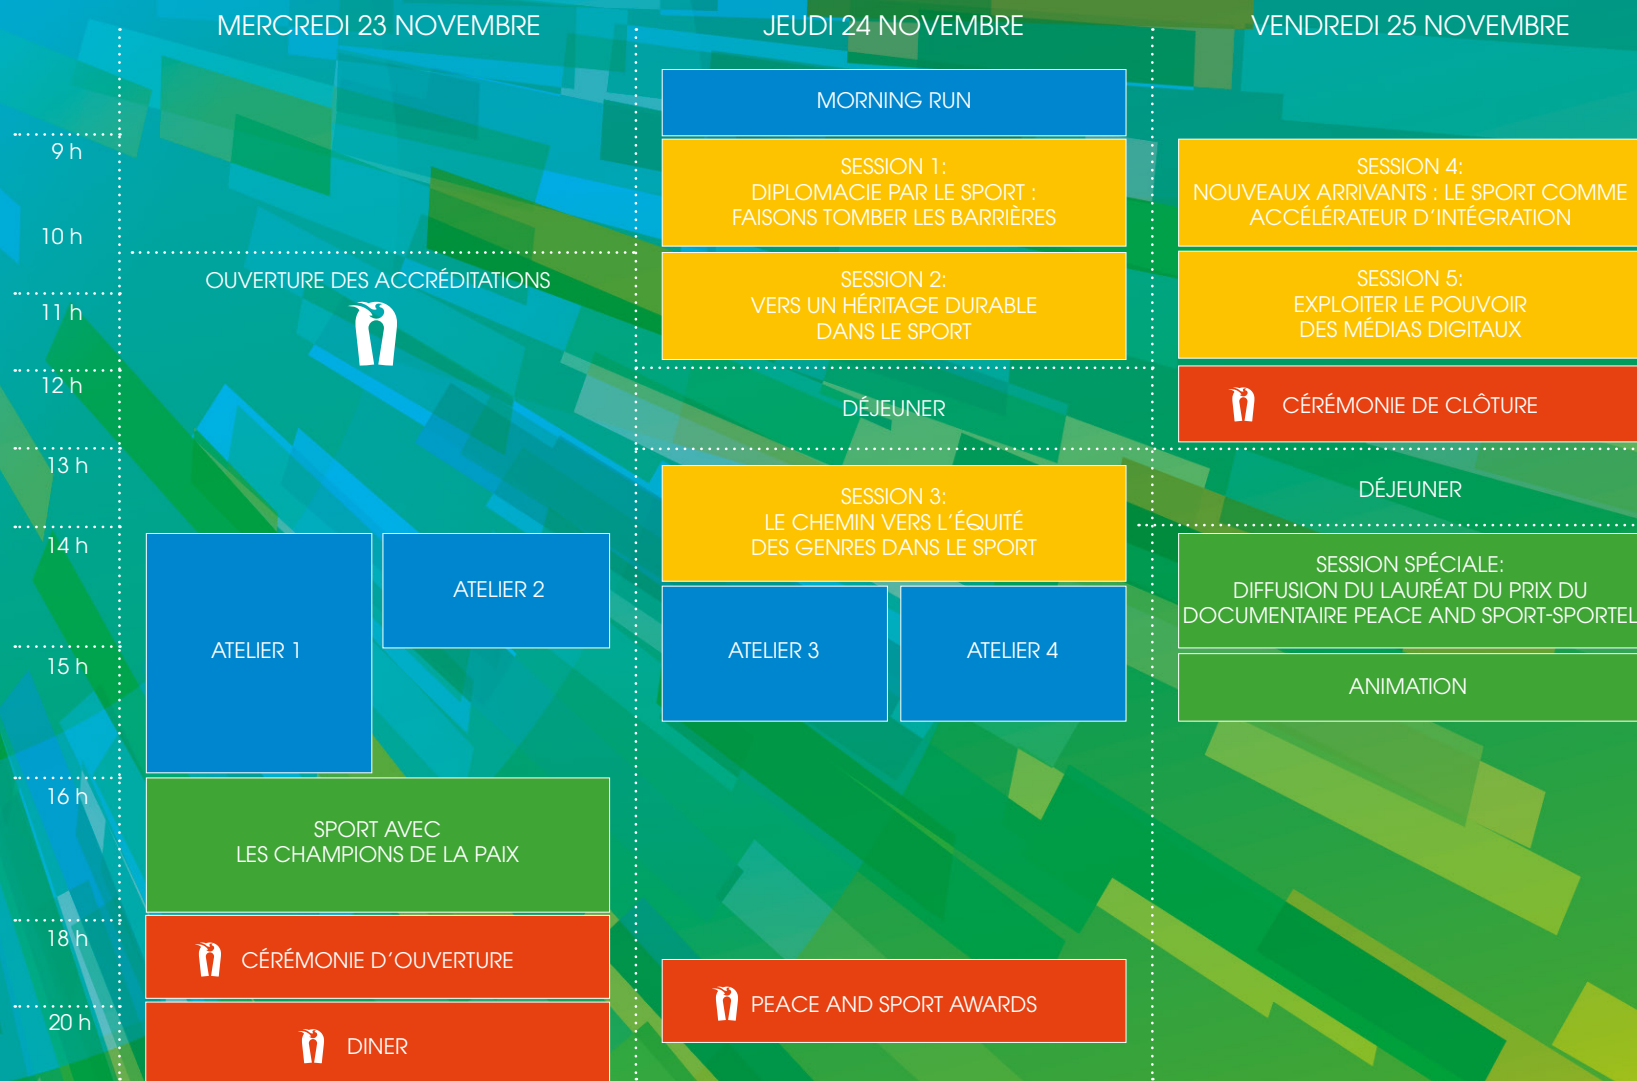 MERCREDI 23 NOVEMBRE
JEUDI 24 NOVEMBRE
VENDREDI 25 NOVEMBRE
9 h
10 h
11 h
12 h
13 h
14 h
15 h
16 h
18 h
20 h
OUVERTURE DES ACCRÉDITATIONS
ATELIER 1
ATELIER 2
SPORT AVEC
LES CHAMPIONS DE LA PAIX
CÉRÉMONIE D'OUVERTURE
DINER
MORNING RUN
SESSION 1:
DIPLOMACIE PAR LE SPORT :
FAISONS TOMBER LES BARRIÈRES
SESSION 2:
VERS UN HÉRITAGE DURABLE
DANS LE SPORT
DÉJEUNER
SESSION 3:
LE CHEMIN VERS L'ÉQUITÉ
DES GENRES DANS LE SPORT
ATELIER 3
ATELIER 4
PEACE AND SPORT AWARDS
SESSION 4:
NOUVEAUX ARRIVANTS : LE SPORT COMME
ACCÉLÉRATEUR D'INTÉGRATION
SESSION 5:
EXPLOITER LE POUVOIR
DES MÉDIAS DIGITAUX
CÉRÉMONIE DE CLÔTURE
DÉJEUNER
SESSION SPÉCIALE:
DIFFUSION DU LAURÉAT DU PRIX DU
DOCUMENTAIRE PEACE AND SPORT-SPORTEL
ANIMATION